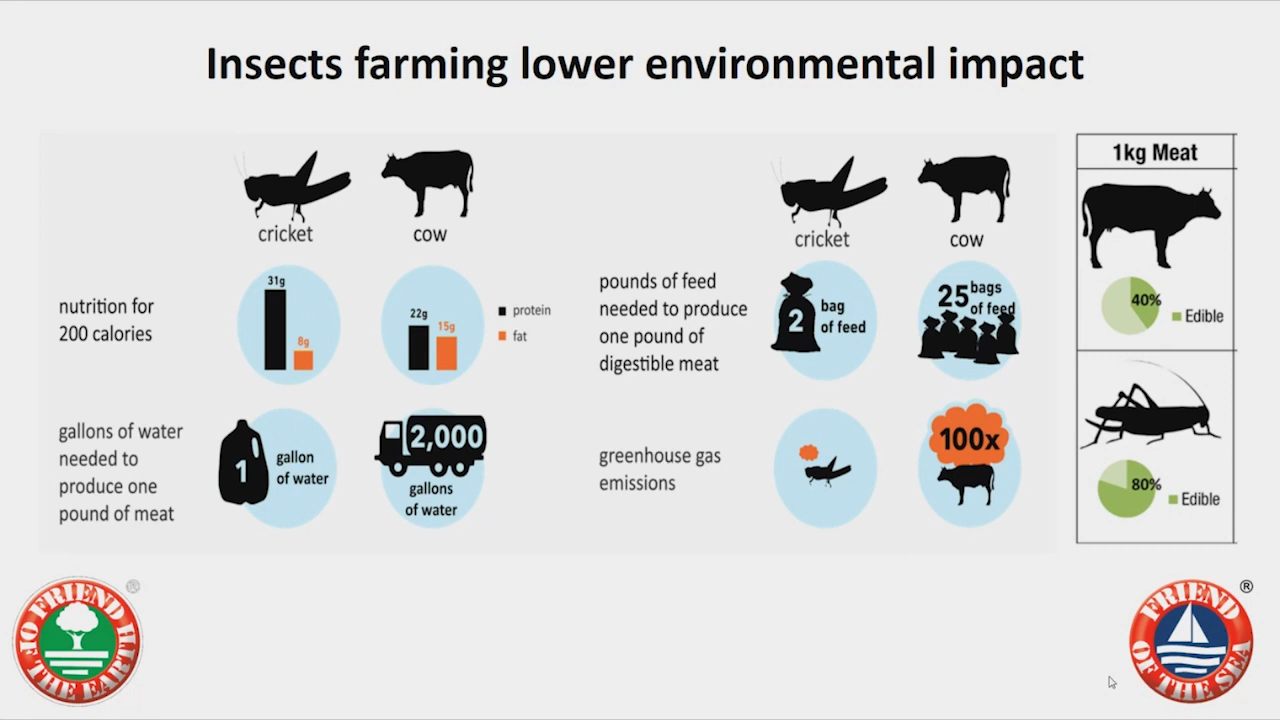 Insects farming lower environmental impact
cricket
cow
nutrition for
200 calories
31g
8g
22g
15g
protein
fat
gallons of water
needed to
produce one
pound of meat
1
gallon
of water
2,000
gallons
of water
cricket
cow
pounds of feed
needed to produce
one pound of
digestible meat
2
bag
of feed
25 bags
of feed
greenhouse gas
emissions
100x
1kg Meat
40%
Edible
80%
Edible
FRIEND
OF THE EARTH
®
FRIEND
OF THE SEA
®